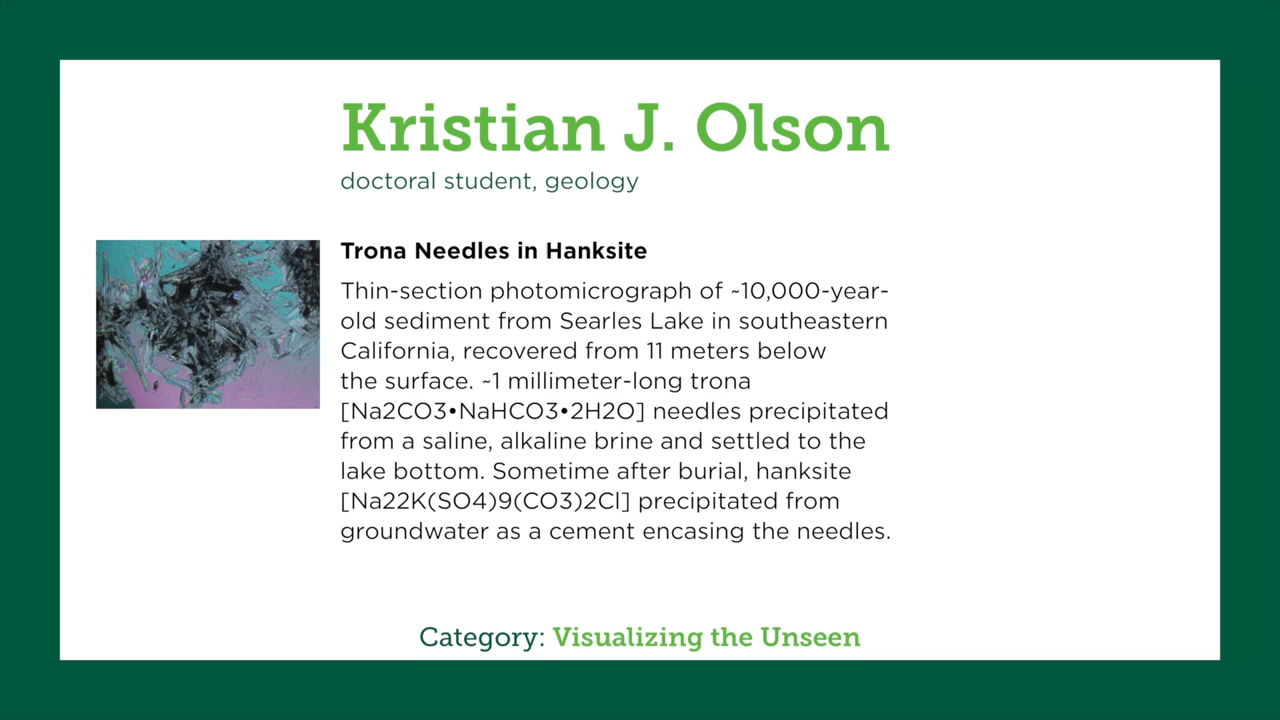 Kristian J. Olson
doctoral student, geology
Trona Needles in Hanksite
Thin-section photomicrograph of ~10,000-year-
old sediment from Searles Lake in southeastern
California, recovered from 11 meters below
the surface. ~1 millimeter-long trona
[Na2CO3•NaHCO3•2H2O] needles precipitated
from a saline, alkaline brine and settled to the
lake bottom. Sometime after burial, hanksite
[Na22K(SO4)9(CO3)2Cl] precipitated from
groundwater as a cement encasing the needles.
Category: Visualizing the Unseen